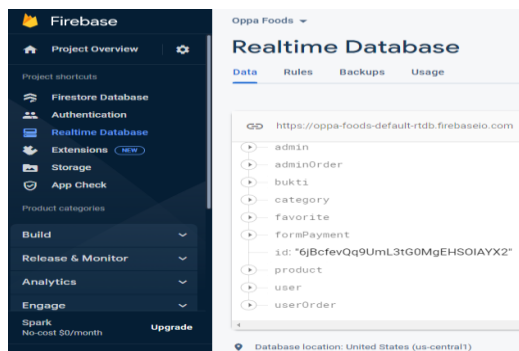 Firebase
Project Overview
Project shortcuts
Firestore Database
Authentication
Realtime Database
Extensions NEW
Storage
App Check
Product categories
Build
Release & Monitor
Analytics
Engage
Spark
No-cost $0/month
Upgrade
Oppa Foods
Realtime Database
Data Rules Backups Usage
https://oppa-foods-default-rtdb.firebaseio.com
admin
adminOrder
bukti
category
favorite
formPayment
id: "6jBcfevQq9UmL3tG0MgEHSOIAYX2"
product
user
userOrder
Database location: United States (us-central1)